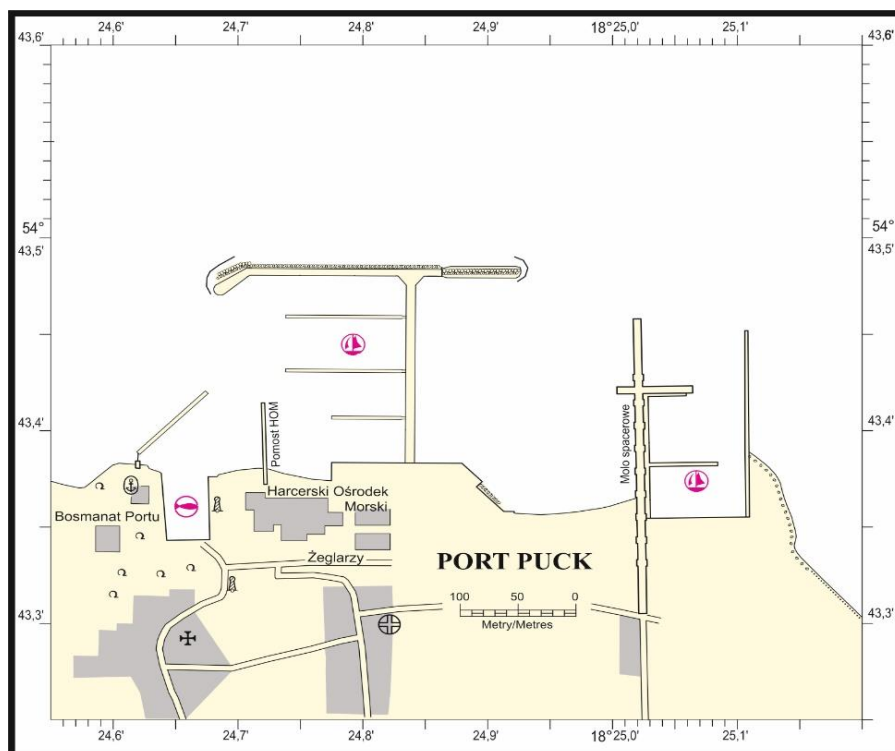 24,6' 24,7' 24,8' 24,9' 18°25,0' 25,1'
43,6' 43,6'
54° 54°
43,5' 43,5'
43,4' 43,4'
Pomost HOM
Molo spacerowe
Harcerski Ośrodek
Morski
Bosmanat Portu
Żeglarzy
PORT PUCK
100 50 0
Metry/Metres
43,3' 43,3'
24,6' 24,7' 24,8' 24,9' 18°25,0' 25,1'